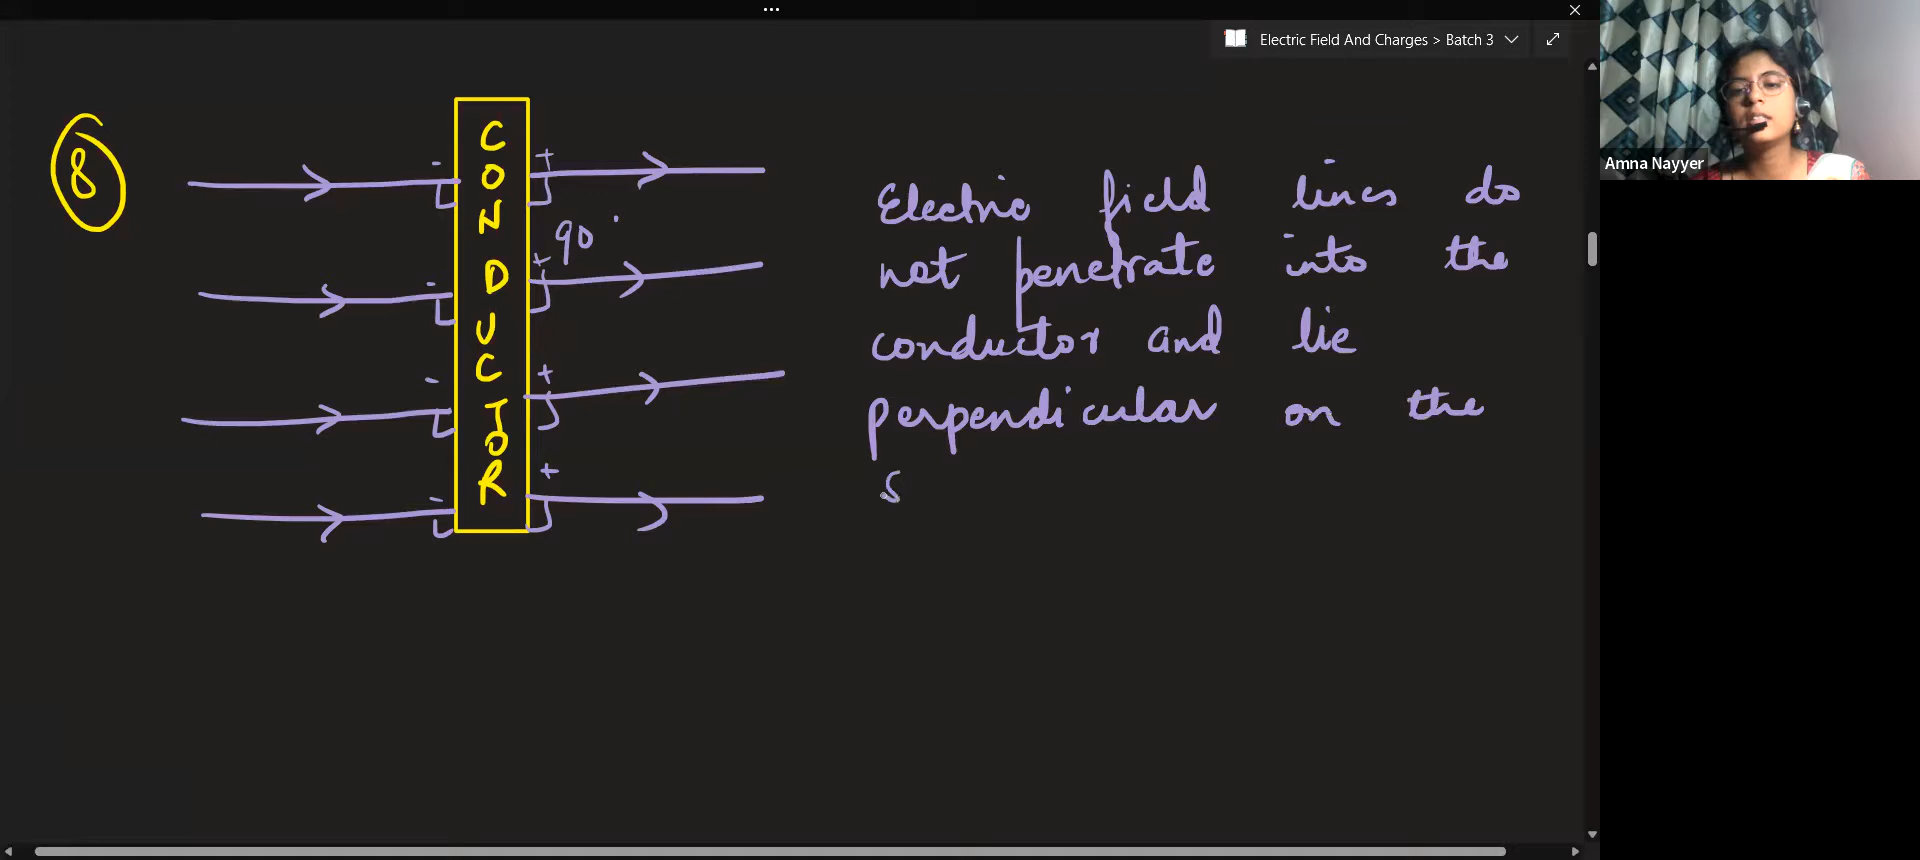 Electric Field And Charges > Batch 3
Amna Nayyer
8
CONDUCTOR
- +
90°
- +
- +
- +
Electric field lines do
not penetrate into the
conductor and lie
perpendicular on the
s